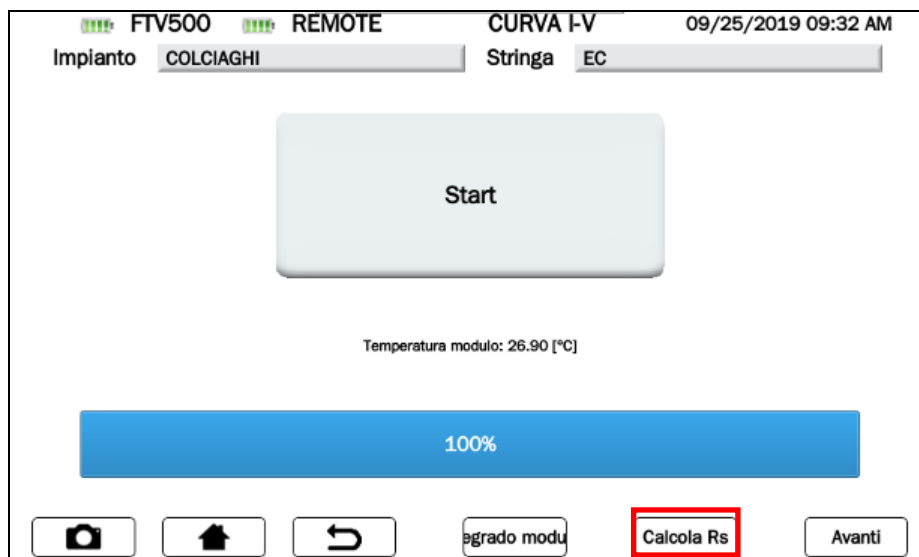 FTV500 REMOTE CURVA I-V 09/25/2019 09:32 AM
Impianto COLCIAGHI Stringa EC
Start
Temperatura modulo: 26.90 [°C]
100%
egrado modu Calcola Rs Avanti